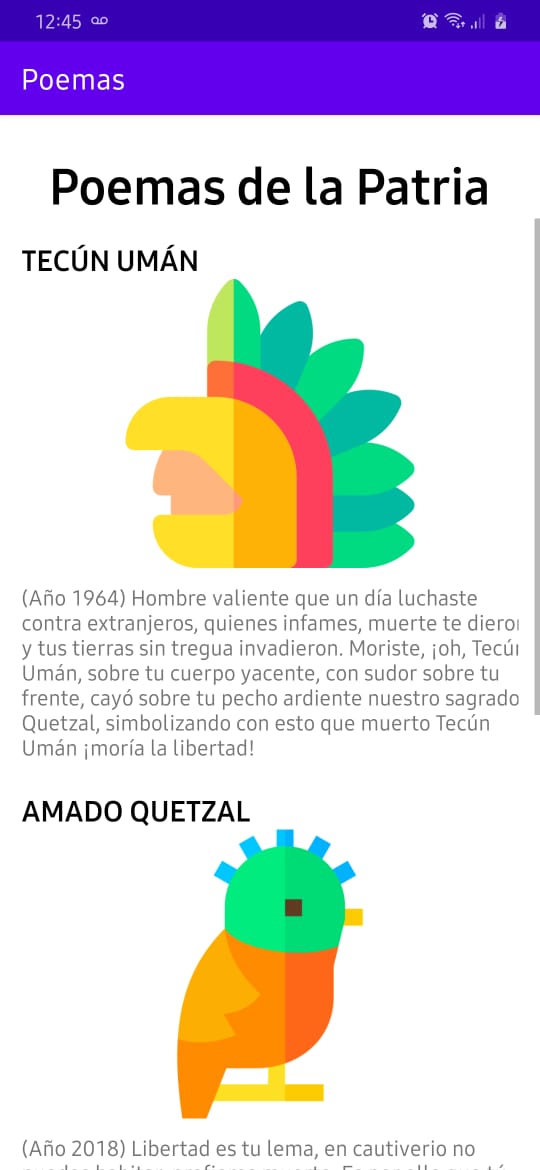 12:45
Poemas
Poemas de la Patria
TECÚN UMÁN
(Año 1964) Hombre valiente que un día luchaste
contra extranjeros, quienes infames, muerte te
y tus tierras sin tregua invadieron. Moriste, ¡oh,
Umán, sobre tu cuerpo yacente, con sudor sobre tu
frente, cayó sobre tu pecho ardiente nuestro sagrado
Quetzal, simbolizando con esto que muerto Tecún
Umán ¡moría la libertad!
AMADO QUETZAL
(Año 2018) Libertad es tu lema, en cautiverio no